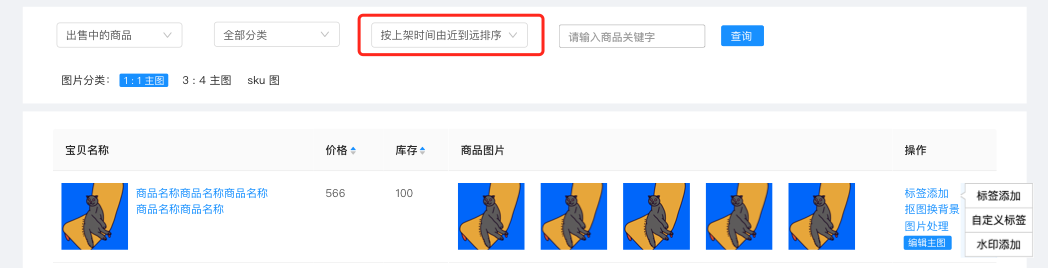 出售中的商品 全部分类 按上架时间由近到远排序 请输入商品关键字 查询
图片分类: 1:1主图 3:4 主图 sku 图
宝贝名称 价格 库存 商品图片 操作
商品名称商品名称商品名称 566 100 标签添加 标签添加
商品名称商品名称 抠图换背景
自定义标签
图片处理
编辑主图 水印添加